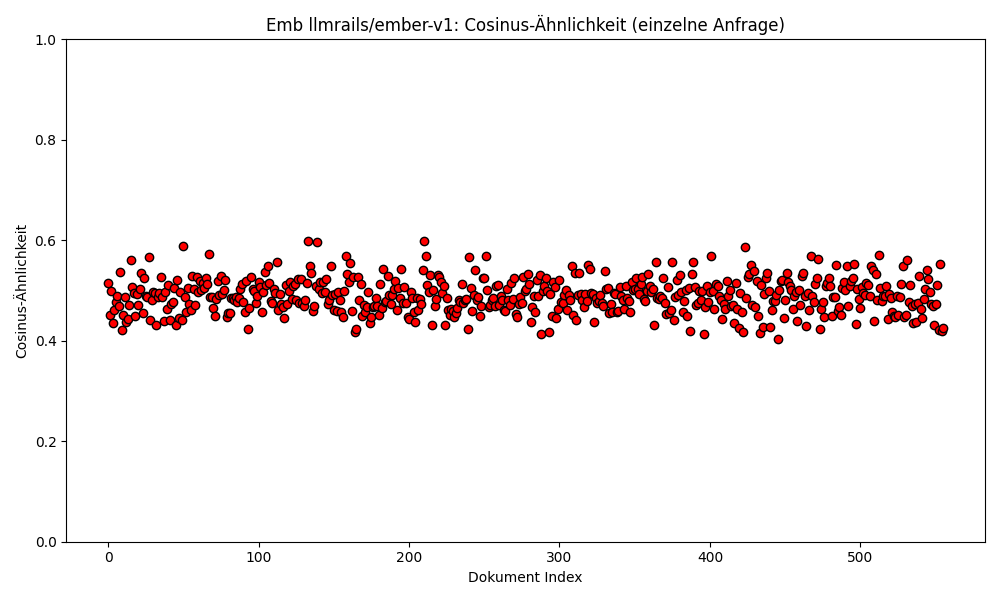 Emb llmrails/ember-v1: Cosinus-Ähnlichkeit (einzelne Anfrage)
1.0
0.8
0.6
0.4
0.2
0.0
Cosinus-Ähnlichkeit
0 100 200 300 400 500
Dokument Index